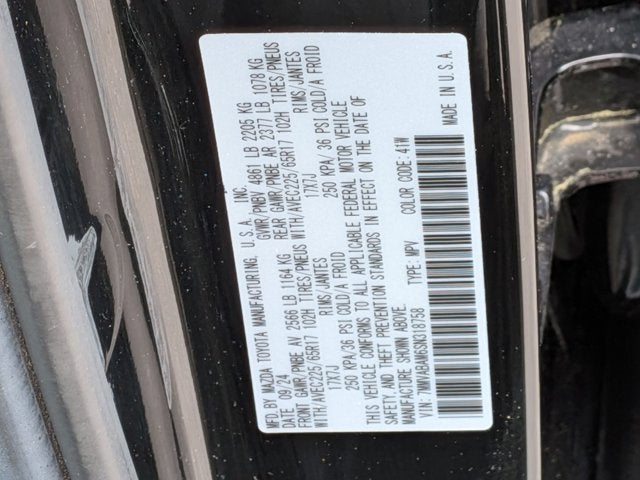 MFD. BY MAZDA TOYOTA MANUFACTURING, U.S.A., INC.
DATE 09/24 GVWR/PNBV 4861 LB 2205 KG
FRONT GAWR/PNBE AV 2566 LB 1164 KG REAR GAWR/PNBE AR 2377 LB 1078 KG
WITH/AVEC225/65R17 102H TIRES/PNEUS WITH/AVEC225/65R17 102H TIRES/PNEUS
17X7J RIMS/JANTES 17X7J RIMS/JANTES
250 KPA/36 PSI COLD/A FROID 250 KPA/36 PSI COLD/A FROID
THIS VEHICLE CONFORMS TO ALL APPLICABLE FEDERAL MOTOR VEHICLE
SAFETY, AND THEFT PREVENTION STANDARDS IN EFFECT ON THE DATE OF
MANUFACTURE SHOWN ABOVE.
VIN: 7MMVABAM6SN318758 TYPE: MPV COLOR CODE: 41W
MADE IN U.S.A.